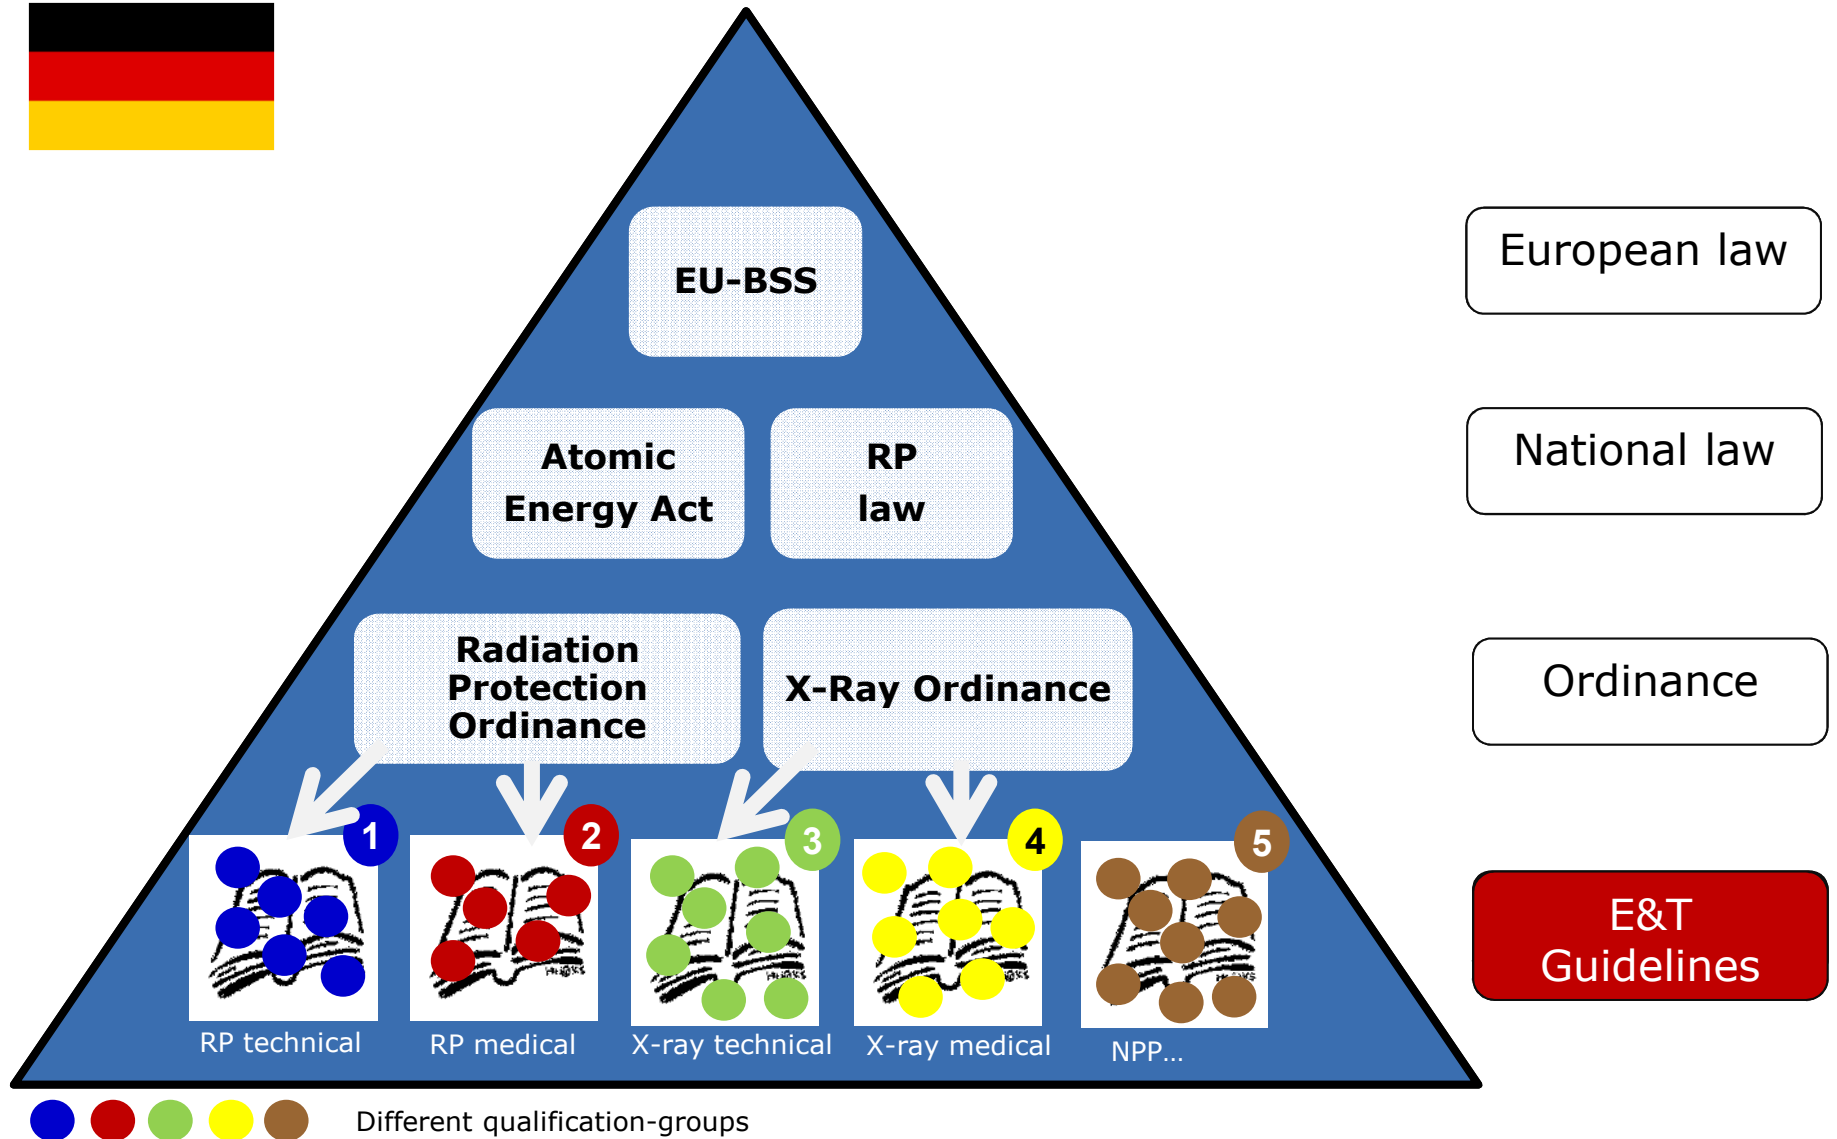 EU-BSS
European law
Atomic
Energy Act
RP
law
National law
Radiation
Protection
Ordinance
X-Ray Ordinance
Ordinance
1
2
3
4
5
E&T
Guidelines
RP technical
RP medical
X-ray technical
X-ray medical
NPP...
Different qualification-groups